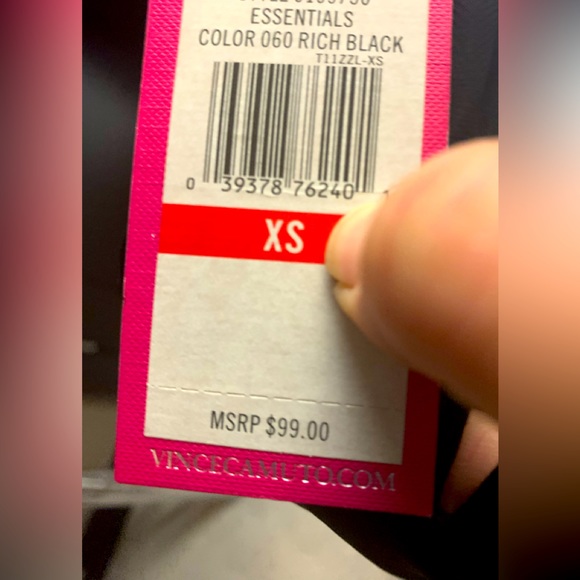 ESSENTIALS
COLOR 060 RICH BLACK
T11ZZL-XS
0 39378 76240
XS
MSRP $99.00
VINCECAMUTO.COM